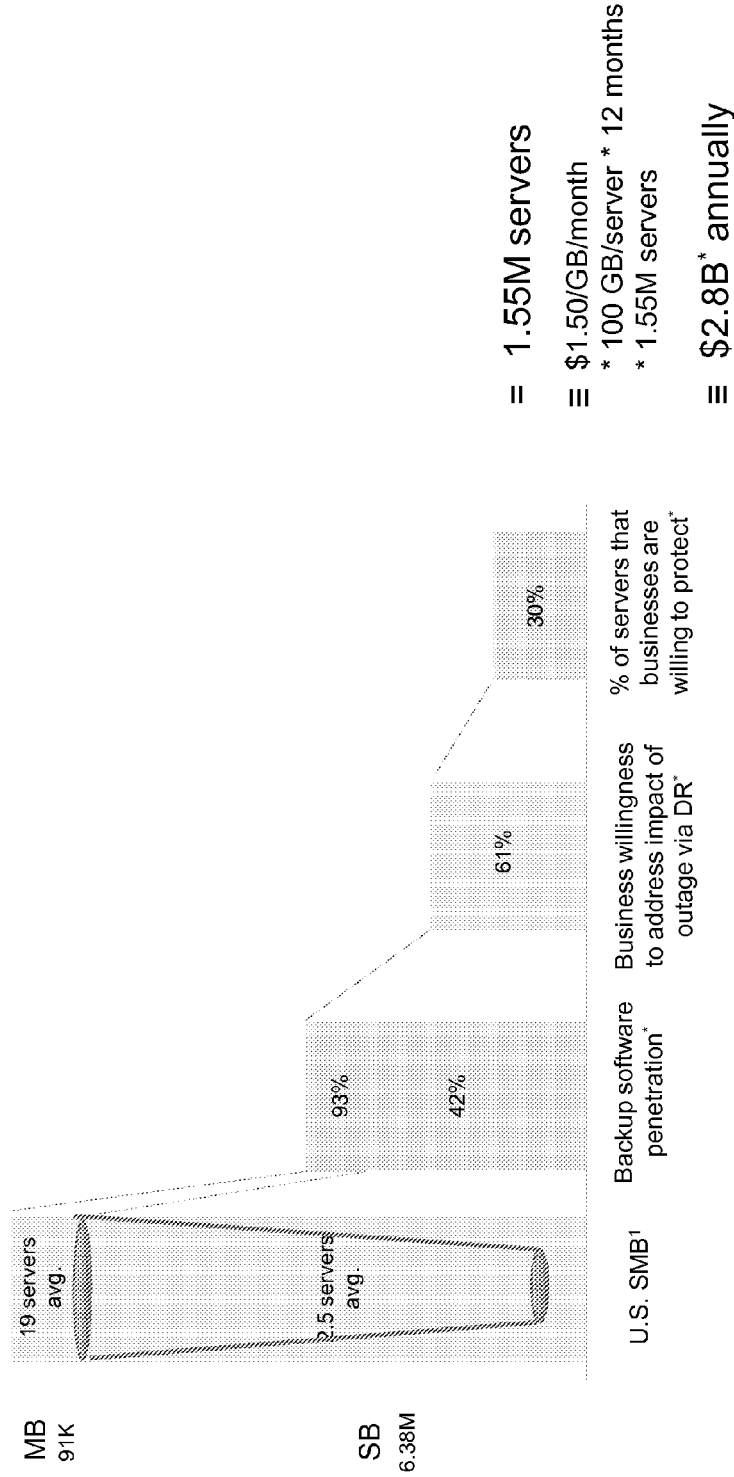 MB
91K
SB
6.38M
19 servers
avg.
2.5 servers
avg.
U.S. SMB¹
93%
42%
Backup software
penetration*
61%
Business willingness
to address impact of
outage via DR*
30%
% of servers that
businesses are
willing to protect*
= 1.55M servers
≡ $1.50/GB/month
* 100 GB/server * 12 months
* 1.55M servers
≡ $2.8B* annually